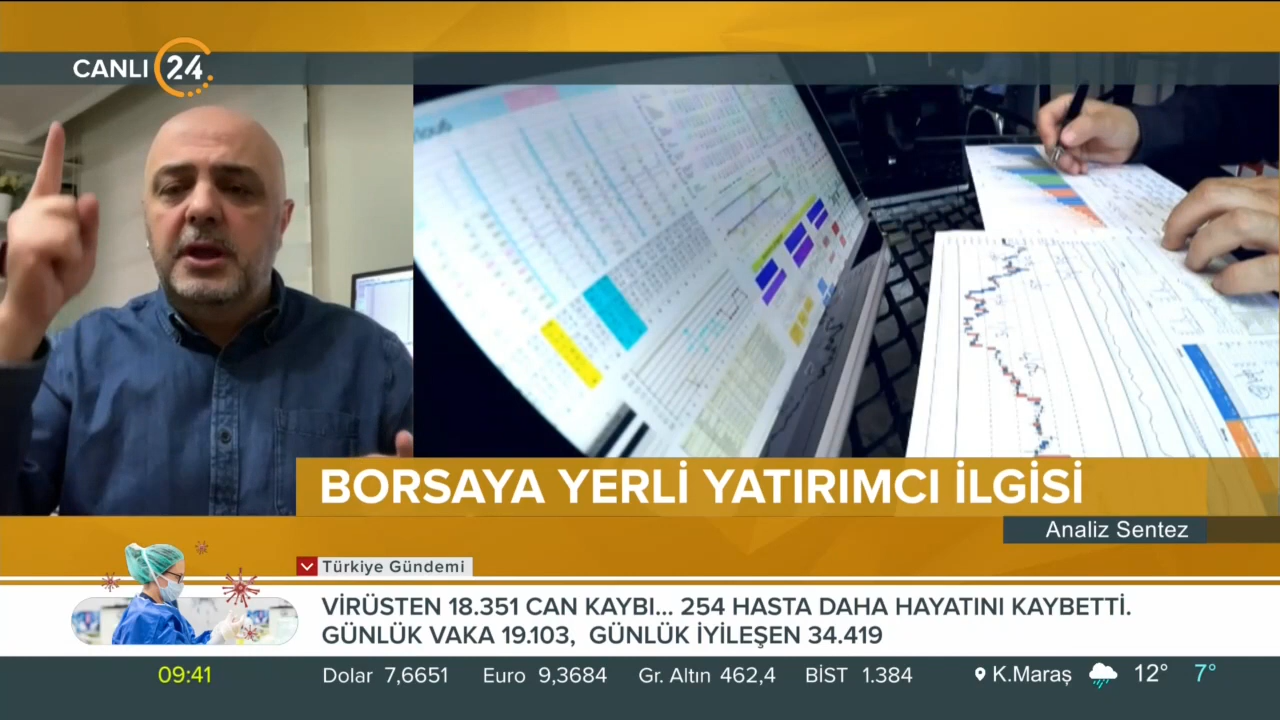 CANLI 24
BORSAYA YERLİ YATIRIMCI İLGİSİ
Analiz Sentez
Türkiye Gündemi
VİRÜSTEN 18.351 CAN KAYBI... 254 HASTA DAHA HAYATINI KAYBETTİ.
GÜNLÜK VAKA 19.103, GÜNLÜK İYİLEŞEN 34.419
09:41 Dolar 7,6651 Euro 9,3684 Gr. Altın 462,4 BİST 1.384 K.Maraş 12° 7°